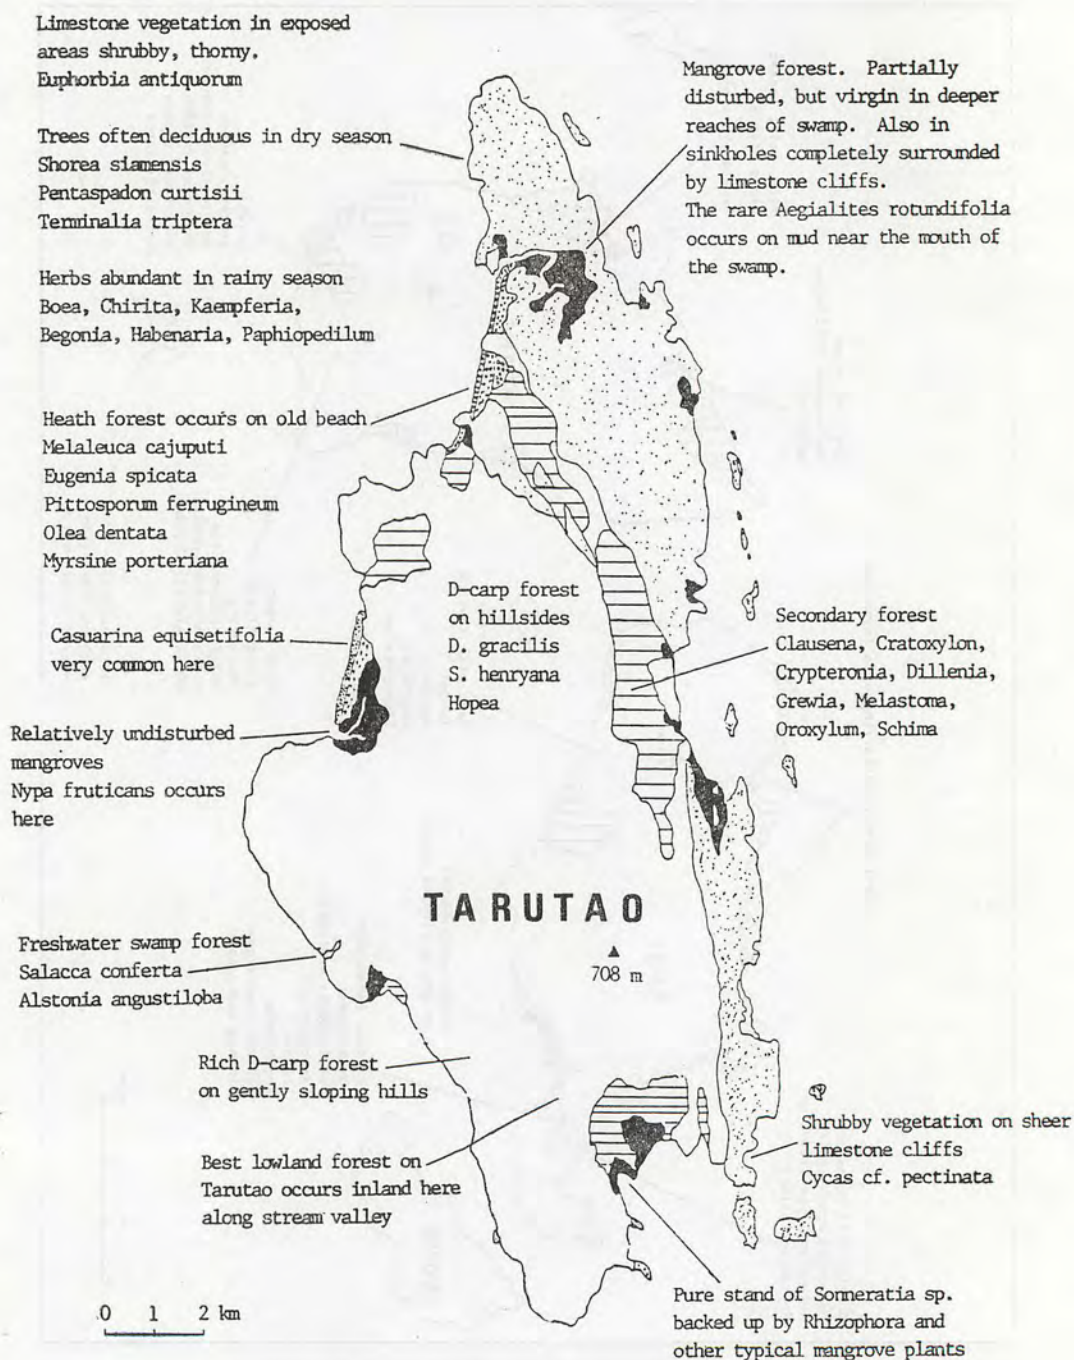 Limestone vegetation in exposed
areas shrubby, thorny.
Euphorbia antiquorum
Trees often deciduous in dry season
Shorea siamensis
Pentaspadon curtisii
Terminalia triptera
Herbs abundant in rainy season
Boea, Chirita, Kaempferia,
Begonia, Habenaria, Paphiopedilum
Mangrove forest. Partially
disturbed, but virgin in deeper
reaches of swamp. Also in
sinkholes completely surrounded
by limestone cliffs.
The rare Aegialites rotundifolia
occurs on mud near the mouth of
the swamp.
Heath forest occurs on old beach
Melaleuca cajuputi
Eugenia spicata
Pittosporum ferrugineum
Olea dentata
Myrsine porteriana
Casuarina equisetifolia
very common here
D-carp forest
on hillsides
D. gracilis
S. henryana
Hopea
Secondary forest
Clausena, Cratoxylon,
Crypteronia, Dillenia,
Grewia, Melastoma,
Oroxylum, Schima
Relatively undisturbed
mangroves
Nypa fruticans occurs
here
TARUTAO
708 m
Freshwater swamp forest
Salacca conferta
Alstonia angustiloba
Rich D-carp forest
on gently sloping hills
Best lowland forest on
Tarutao occurs inland here
along stream valley
Shrubby vegetation on sheer
limestone cliffs
Cycas cf. pectinata
Pure stand of Sonneratia sp.
backed up by Rhizophora and
other typical mangrove plants
0 1 2 km